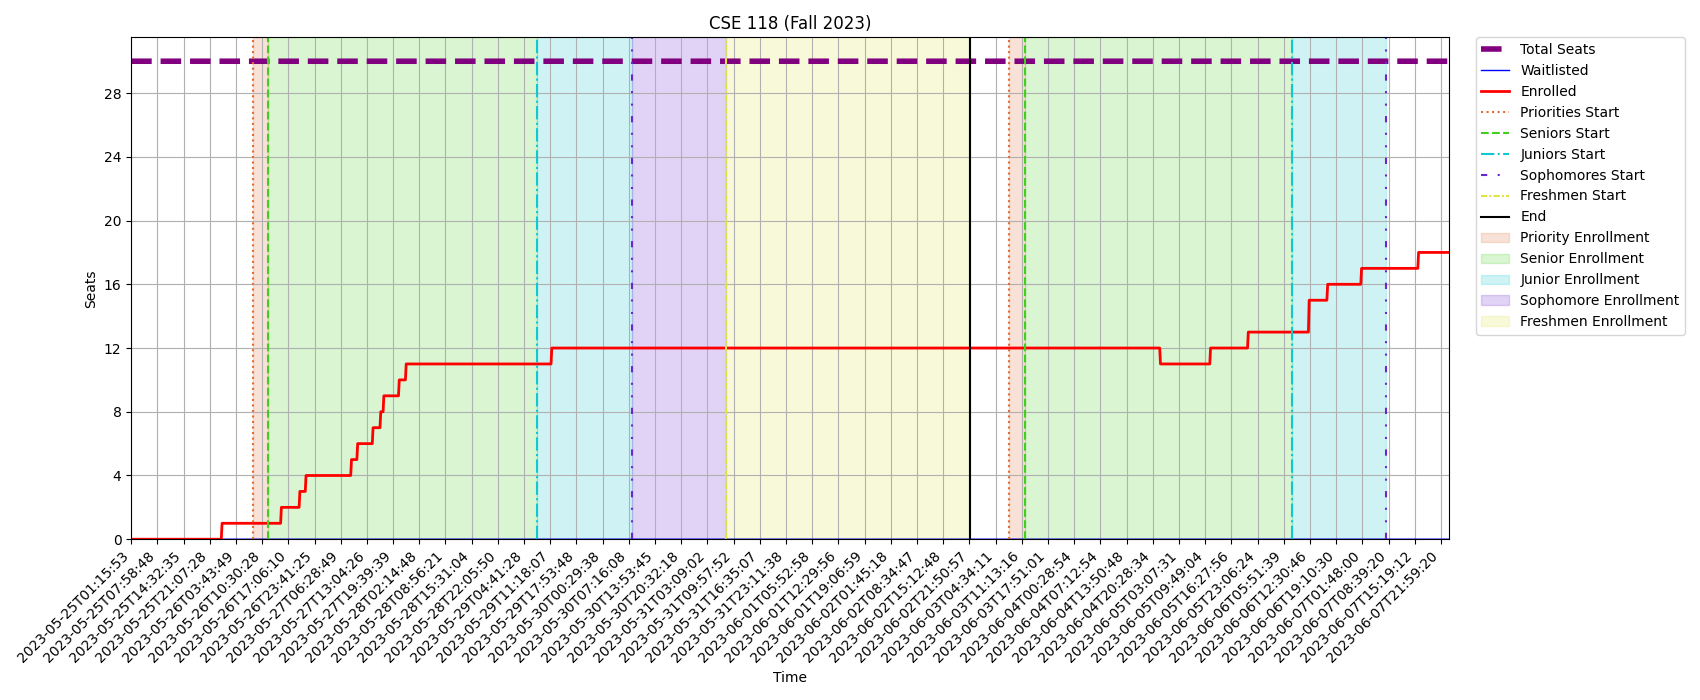 CSE 118 (Fall 2023)
Seats
28
24
20
16
12
8
4
0
2023-05-25T01:15:53
2023-05-25T07:58:48
2023-05-25T14:32:35
2023-05-25T21:07:28
2023-05-26T03:43:49
2023-05-26T10:30:28
2023-05-26T17:06:10
2023-05-26T23:41:25
2023-05-27T06:28:49
2023-05-27T13:04:26
2023-05-27T19:39:39
2023-05-28T02:14:48
2023-05-28T08:56:21
2023-05-28T15:31:04
2023-05-28T22:05:50
2023-05-29T04:41:28
2023-05-29T11:18:07
2023-05-29T17:53:48
2023-05-30T00:29:38
2023-05-30T07:16:08
2023-05-30T13:53:45
2023-05-30T20:32:18
2023-05-31T03:09:02
2023-05-31T09:57:52
2023-05-31T16:35:07
2023-05-31T23:11:38
2023-06-01T05:52:58
2023-06-01T12:29:56
2023-06-01T19:06:59
2023-06-02T01:45:18
2023-06-02T08:34:47
2023-06-02T15:12:48
2023-06-02T21:50:57
2023-06-03T04:34:11
2023-06-03T11:13:16
2023-06-03T17:51:01
2023-06-04T00:28:54
2023-06-04T07:12:54
2023-06-04T13:50:48
2023-06-04T20:28:34
2023-06-05T03:07:31
2023-06-05T09:49:04
2023-06-05T16:27:56
2023-06-05T23:06:24
2023-06-06T05:51:39
2023-06-06T12:30:46
2023-06-06T19:10:30
2023-06-07T01:48:00
2023-06-07T08:39:20
2023-06-07T15:19:12
2023-06-07T21:59:20
Time
Total Seats
Waitlisted
Enrolled
Priorities Start
Seniors Start
Juniors Start
Sophomores Start
Freshmen Start
End
Priority Enrollment
Senior Enrollment
Junior Enrollment
Sophomore Enrollment
Freshmen Enrollment